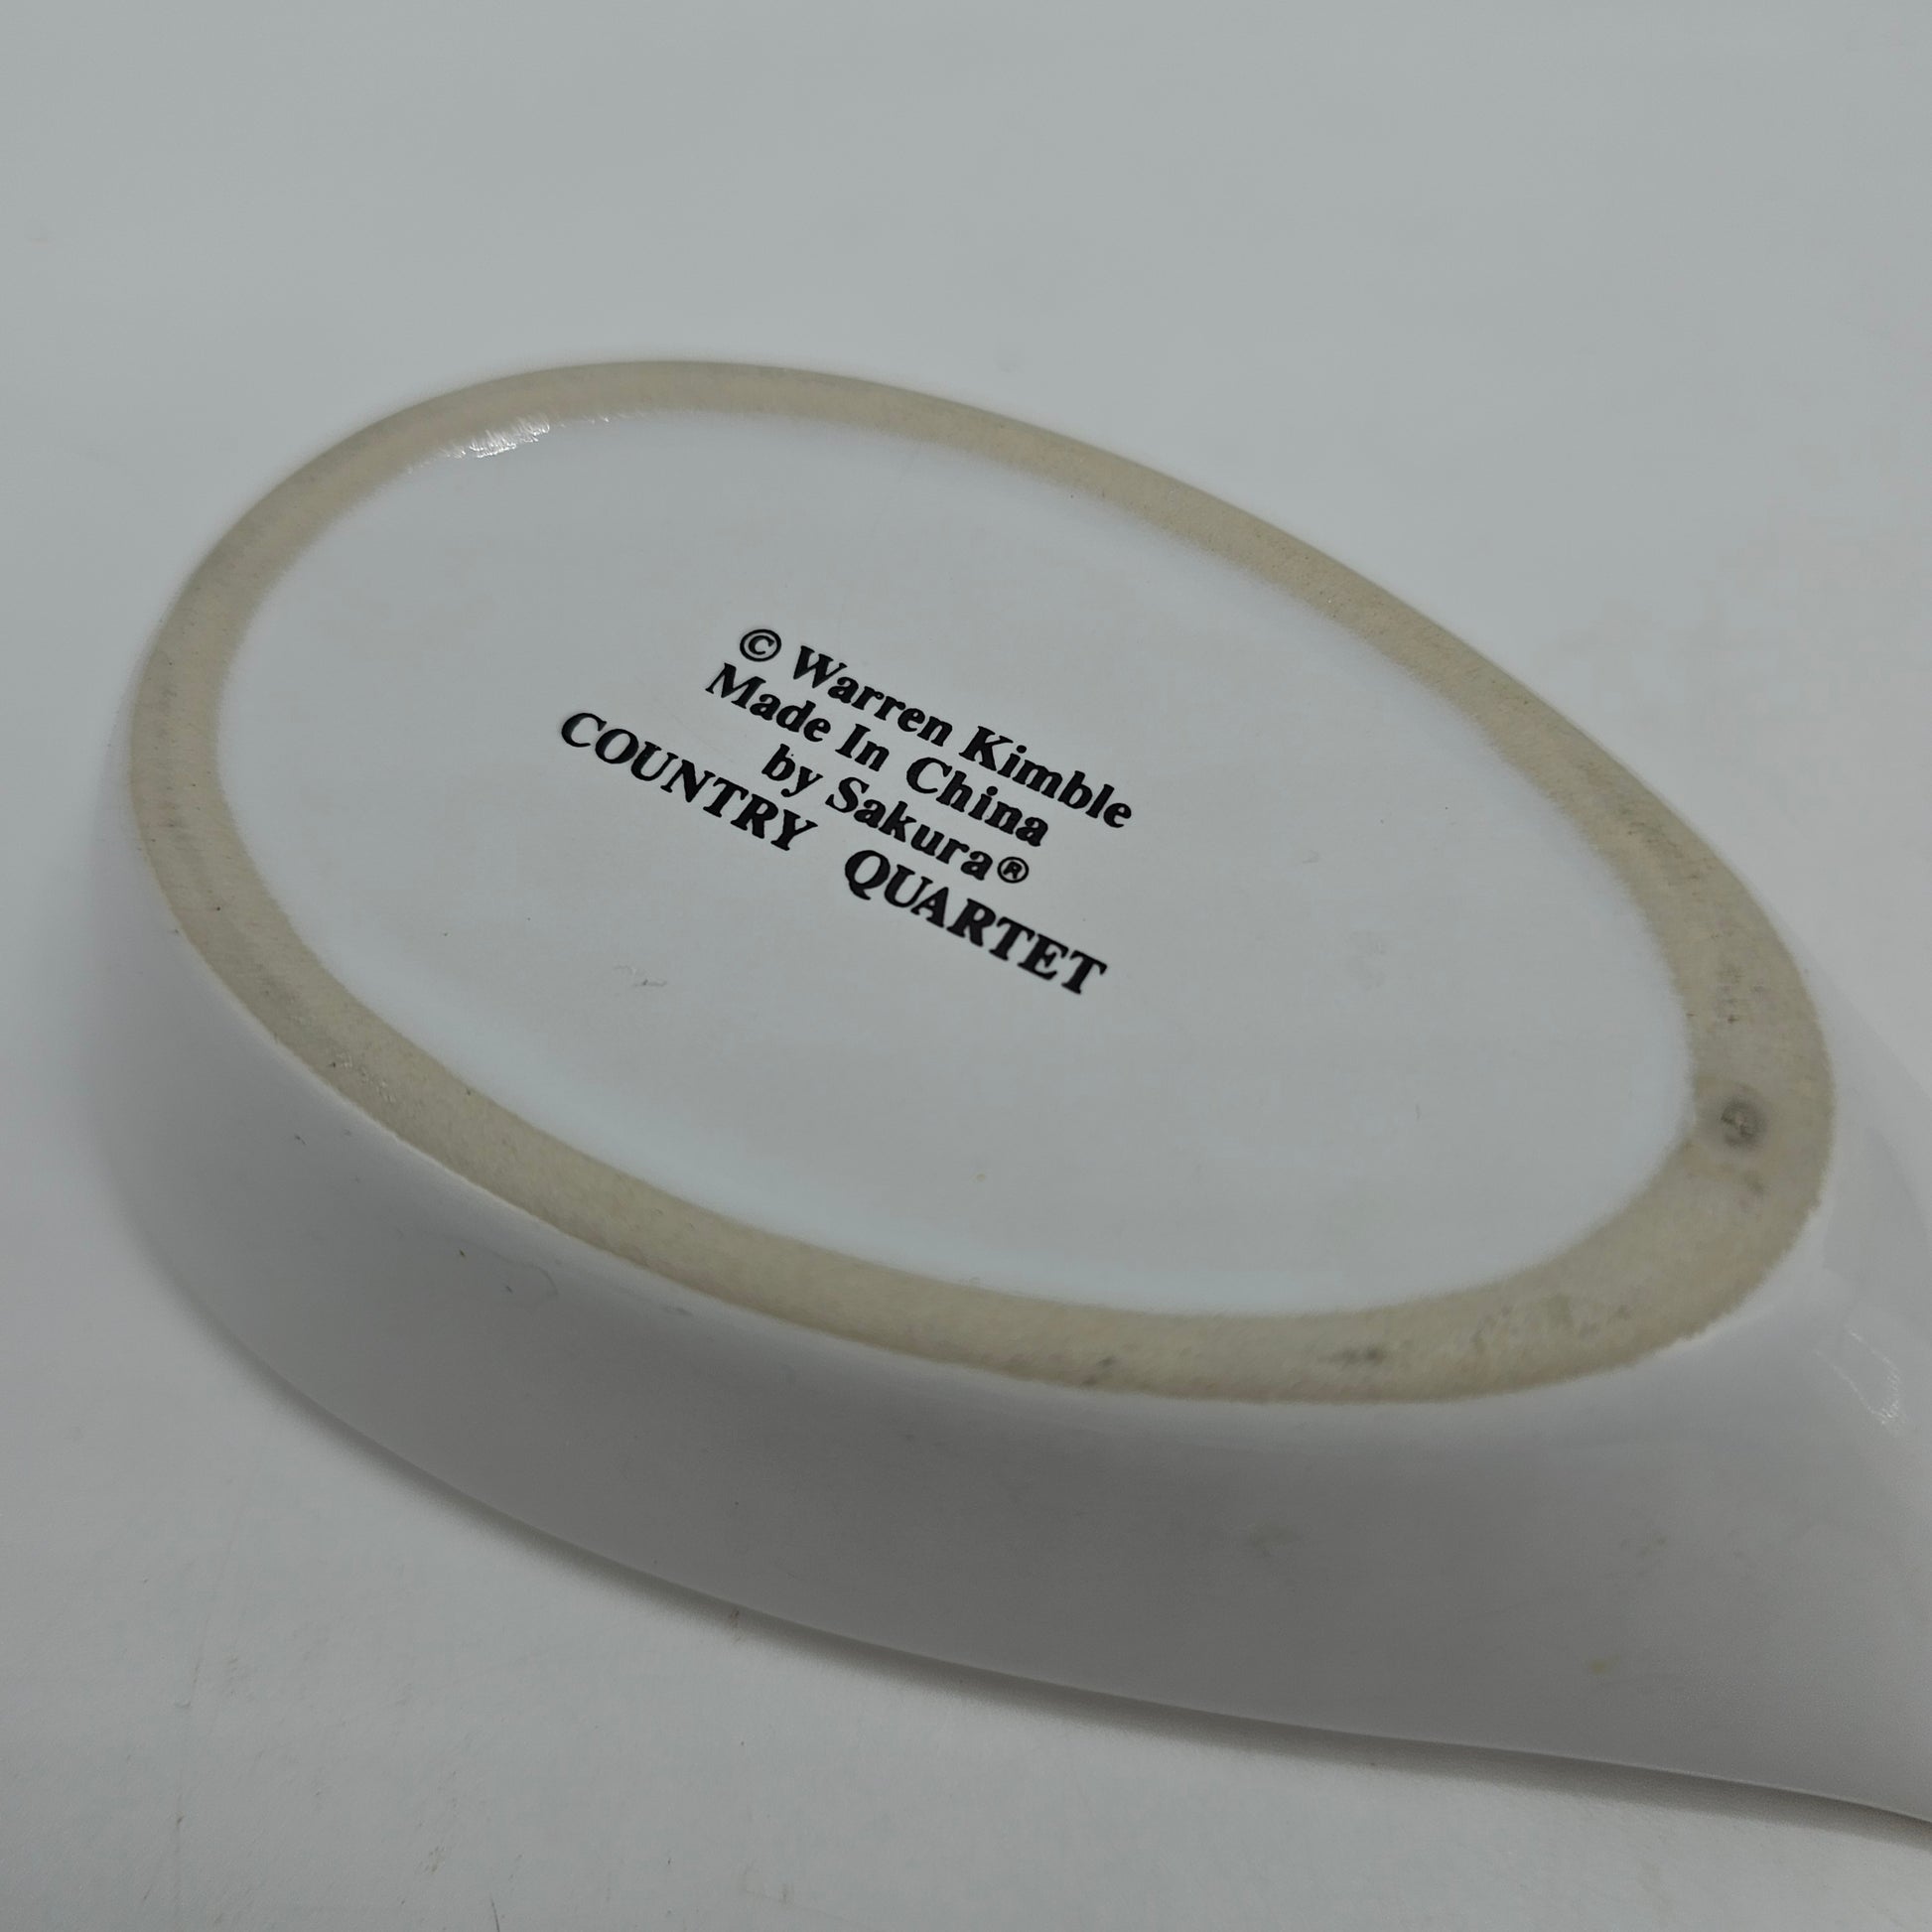 © Warren Kimble
Made In China
by Sakura®
COUNTRY QUARTET